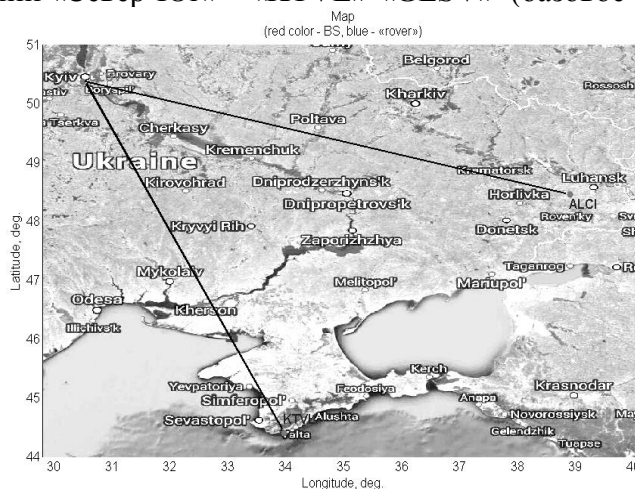 Map
(red color - BS, blue - «rover»)
51
50
49
48
47
46
45
44
Latitude, deg.
Belgorod
Kyiv
Brovary
Boryspil'
Kharkiv
Rossosh
Tserkva
Poltava
Cherkasy
Kremenchuk
Ukraine
Kramatorsk
Luhansk
Kirovohrad
Dniprodzerzhyns'k
Horlivka
ALCI
Dnipropetrovs'k
Roven'ky
Kryvyi Rih
Donetsk
Zaporizhzhya
Taganrog
Mykolaiv
Melitopol'
Mariupol'
Odesa
Kherson
Illichivs'k
Kerch
Yevpatoriya
Feodosiya
Krasnodar
Simferopol'
Anapa
Sevastopol'
Alushta
Novorossiysk
Yalta
Gelendzhik
Tuapse
30 31 32 33 34 35 36 37 38 39 40
Longitude, deg.